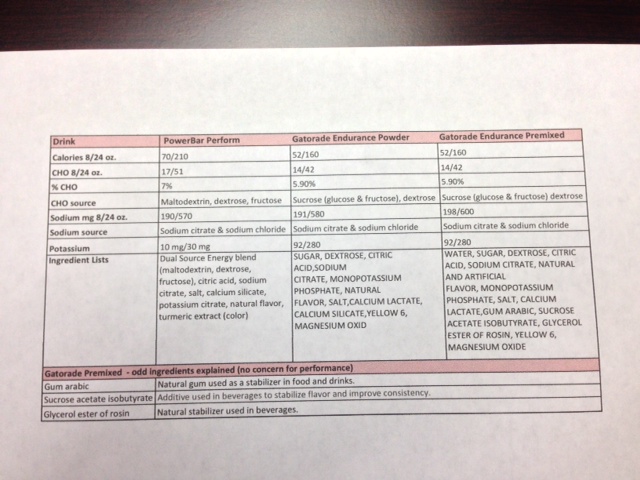 Drink PowerBar Perform Gatorade Endurance Powder Gatorade Endurance Premixed
Calories 8/24 oz. 70/210 52/160 52/160
CHO 8/24 oz. 17/51 14/42 14/42
% CHO 7% 5.90% 5.90%
CHO source Maltodextrin, dextrose, fructose Sucrose (glucose & fructose), dextrose Sucrose (glucose & fructose) dextrose
Sodium mg 8/24 oz. 190/570 191/580 198/600
Sodium source Sodium citrate & sodium chloride Sodium citrate & sodium chloride Sodium citrate & sodium chloride
Potassium 10 mg/30 mg 92/280 92/280
Ingredient Lists
Dual Source Energy blend
(maltodextrin, dextrose,
fructose), citric acid, sodium
citrate, salt, calcium silicate,
potassium citrate, natural flavor,
turmeric extract (color)
SUGAR, DEXTROSE, CITRIC
ACID,SODIUM
CITRATE, MONOPOTASSIUM
PHOSPHATE, NATURAL
FLAVOR, SALT,CALCIUM LACTATE,
CALCIUM SILICATE,YELLOW 6,
MAGNESIUM OXID
WATER, SUGAR, DEXTROSE, CITRIC
ACID, SODIUM CITRATE, NATURAL
AND ARTIFICIAL
FLAVOR, MONOPOTASSIUM
PHOSPHATE, SALT, CALCIUM
LACTATE,GUM ARABIC, SUCROSE
ACETATE ISOBUTYRATE, GLYCEROL
ESTER OF ROSIN, YELLOW 6,
MAGNESIUM OXIDE
Gatorade Premixed - odd ingredients explained (no concern for performance)
Gum arabic Natural gum used as a stabilizer in food and drinks.
Sucrose acetate isobutyrate Additive used in beverages to stabilize flavor and improve consistency.
Glycerol ester of rosin Natural stabilizer used in beverages.